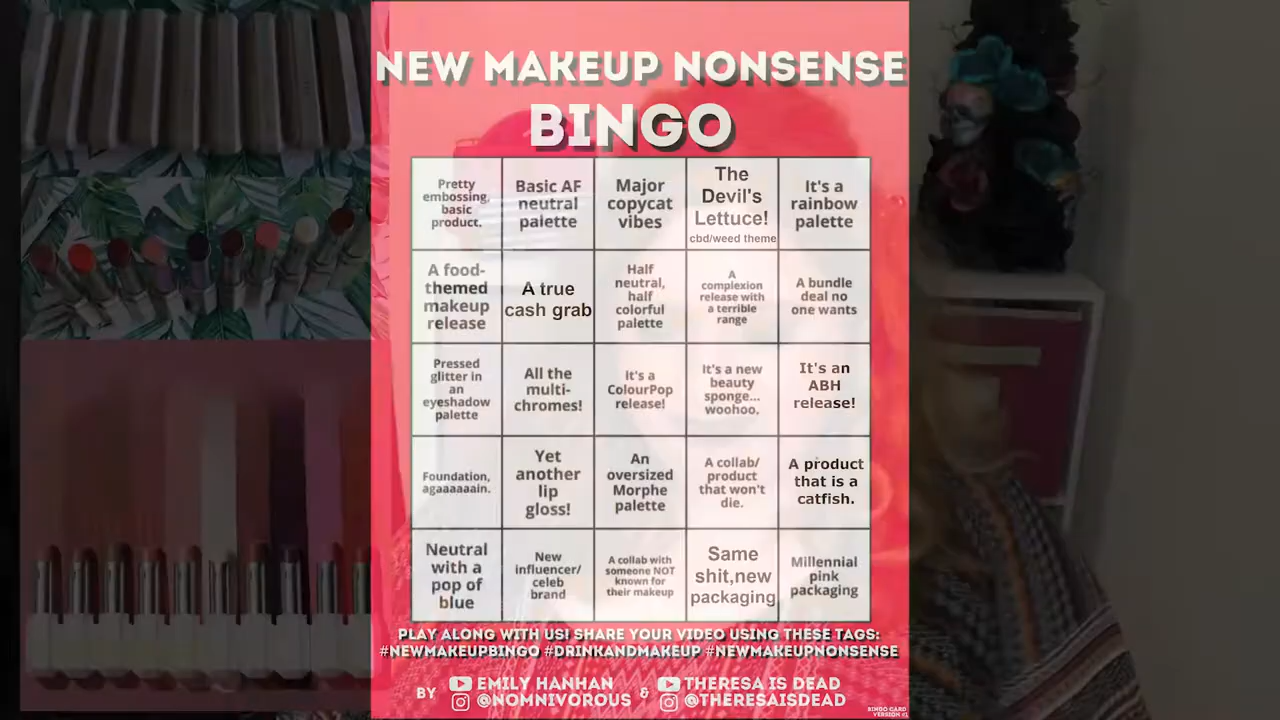 NEW MAKEUP NONSENSE
BINGO
Pretty
embossing,
basic
product.
Basic AF
neutral
palette
Major
copycat
vibes
The
Devil's
Lettuce!
cbd/weed theme
It's a
rainbow
palette
A food-
themed
makeup
release
A true
cash grab
Half
neutral,
half
colorful
palette
A
complexion
release with
a terrible
range
A bundle
deal no
one wants
Pressed
glitter in
an
eyeshadow
palette
All the
multi-
chromes!
It's a
ColourPop
release!
It's a new
beauty
sponge...
woohoo.
It's an
ABH
release!
Foundation,
agaaaaain.
Yet
another
lip
gloss!
An
oversized
Morphe
palette
A collab/
product
that won't
die.
A product
that is a
catfish.
Neutral
with a
pop of
blue
New
influencer/
celeb
brand
A collab with
someone NOT
known for
their makeup
Same
shit,new
packaging
Millennial
pink
packaging
PLAY ALONG WITH US! SHARE YOUR VIDEO USING THESE TAGS:
#NEWMAKEUPBINGO #DRINKANDMAKEUP #NEWMAKEUPNONSENSE
BY EMILY HANHAN & THERESA IS DEAD
@NOMNIVOROUS @THERESAISDEAD
BINGO CARD
VERSION #1